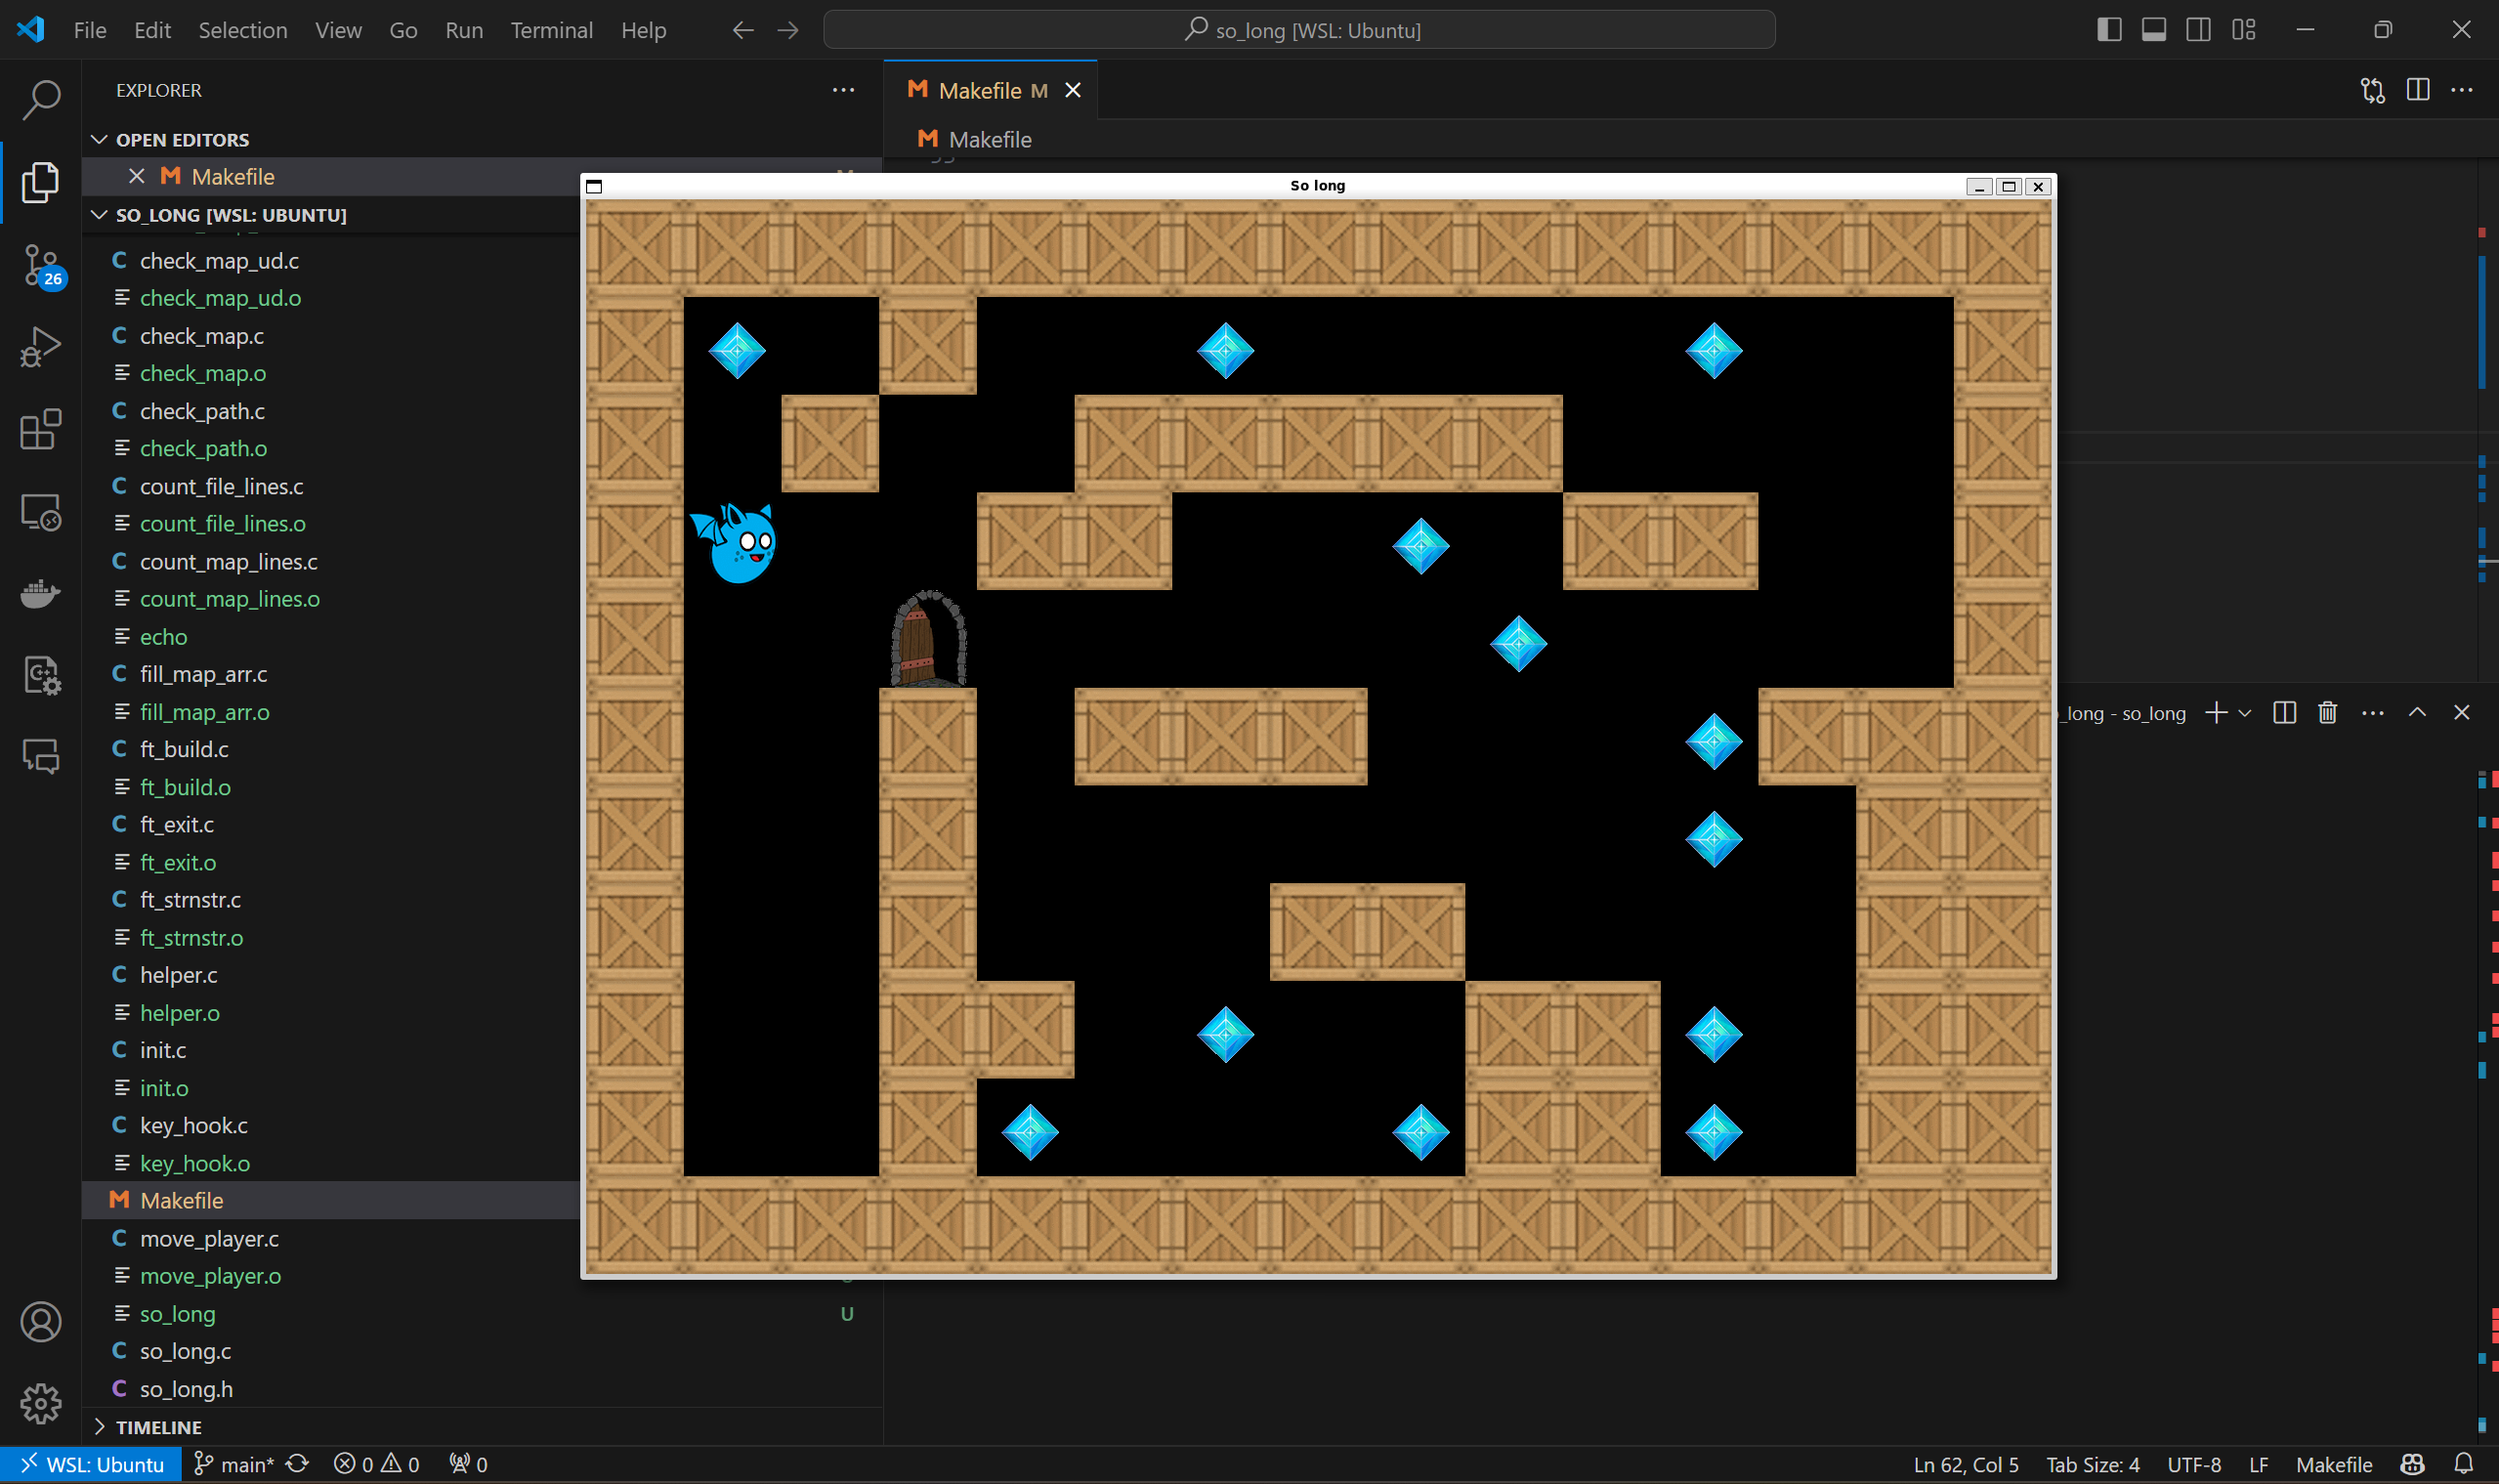 File Edit Selection View Go Run Terminal Help
so_long [WSL: Ubuntu]
EXPLORER
Makefile M
OPEN EDITORS
Makefile
Makefile
SO_LONG [WSL: UBUNTU]
So long
check_map_ud.c
check_map_ud.o
26
check_map.c
check_map.o
check_path.c
check_path.o
count_file_lines.c
count_file_lines.o
count_map_lines.c
count_map_lines.o
echo
fill_map_arr.c
fill_map_arr.o
_long - so_long
ft_build.c
ft_build.o
ft_exit.c
ft_exit.o
ft_strnstr.c
ft_strnstr.o
helper.c
helper.o
init.c
init.o
key_hook.c
key_hook.o
Makefile
move_player.c
move_player.o
so_long U
so_long.c
so_long.h
TIMELINE
WSL: Ubuntu main* 0 0 0 Ln 62, Col 5 Tab Size: 4 UTF-8 LF Makefile